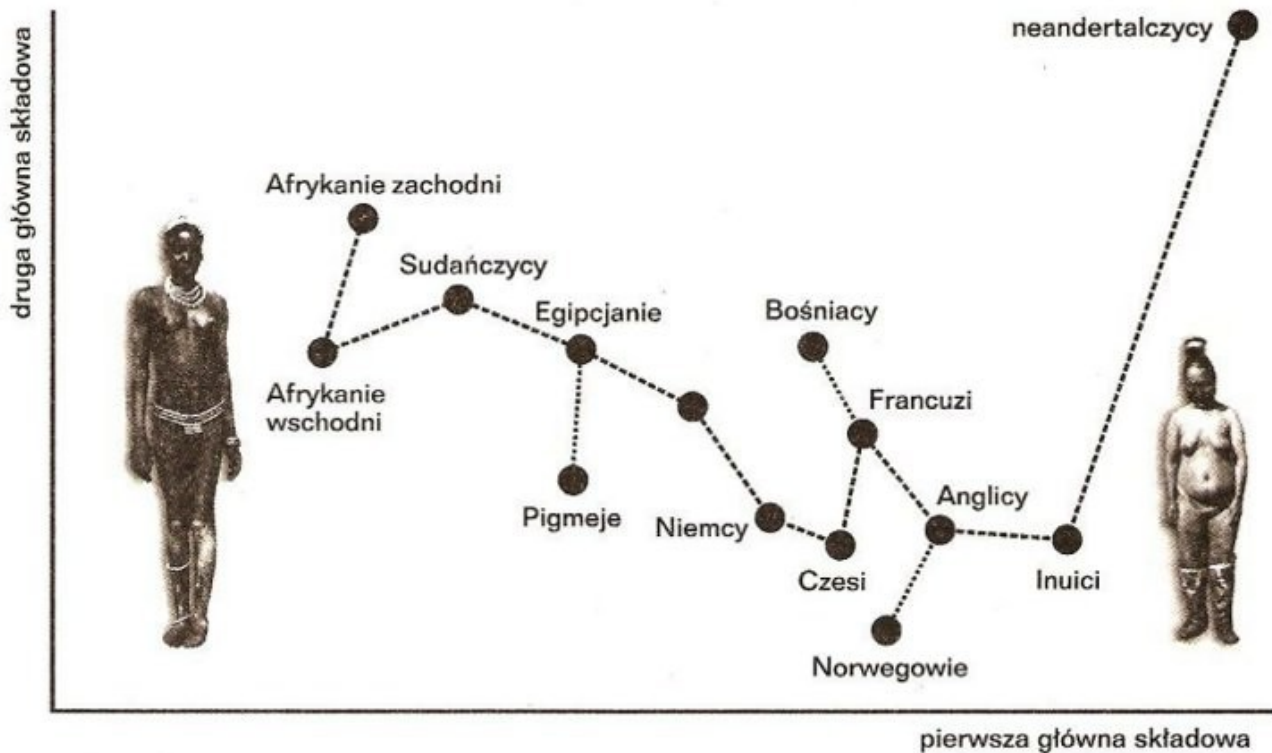 druga główna składowa
neandertalczycy
Afrykanie zachodni
Sudańczycy
Egipcjanie
Bośniacy
Afrykanie
wschodni
Francuzi
Pigmeje
Niemcy
Anglicy
Czesi
Inuici
Norwegowie
pierwsza główna składowa